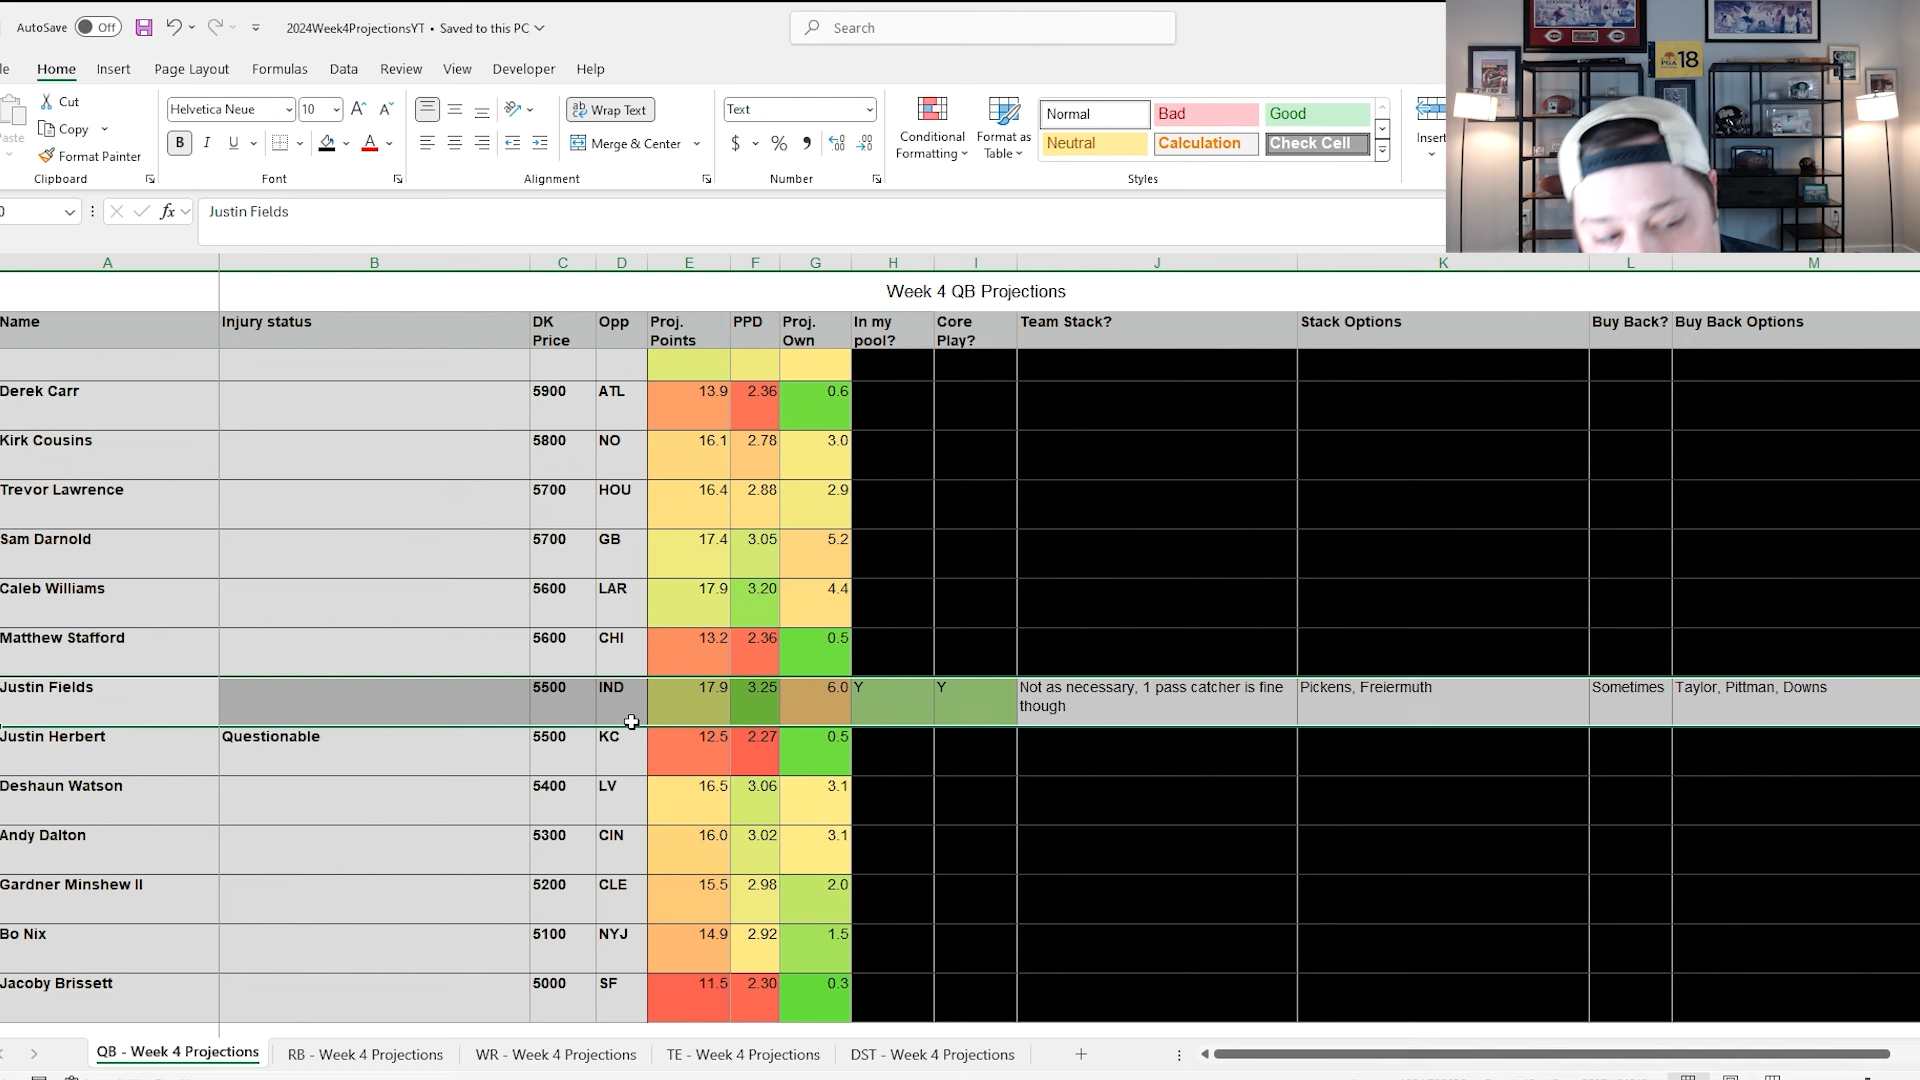 AutoSave Off 2024Week4ProjectionsYT • Saved to this PC Search
Home Insert Page Layout Formulas Data Review View Developer Help
Cut
Copy
Format Painter
Clipboard
Helvetica Neue 10
B I U A
Font
Wrap Text
Merge & Center
Alignment
Text
$ %
Number
Conditional Formatting
Format as Table
Normal Bad Good
Neutral Calculation Check Cell
Styles
Insert
18
fx Justin Fields
A B C D E F G H I J K L M
Week 4 QB Projections
Name Injury status DK Price Opp Proj. Points PPD Proj. Own In my pool? Core Play? Team Stack? Stack Options Buy Back? Buy Back Options
Derek Carr 5900 ATL 13.9 2.36 0.6
Kirk Cousins 5800 NO 16.1 2.78 3.0
Trevor Lawrence 5700 HOU 16.4 2.88 2.9
Sam Darnold 5700 GB 17.4 3.05 5.2
Caleb Williams 5600 LAR 17.9 3.20 4.4
Matthew Stafford 5600 CHI 13.2 2.36 0.5
Justin Fields 5500 IND 17.9 3.25 6.0 Y Y Not as necessary, 1 pass catcher is fine though Pickens, Freiermuth Sometimes Taylor, Pittman, Downs
Justin Herbert Questionable 5500 KC 12.5 2.27 0.5
Deshaun Watson 5400 LV 16.5 3.06 3.1
Andy Dalton 5300 CIN 16.0 3.02 3.1
Gardner Minshew II 5200 CLE 15.5 2.98 2.0
Bo Nix 5100 NYJ 14.9 2.92 1.5
Jacoby Brissett 5000 SF 11.5 2.30 0.3
QB - Week 4 Projections RB - Week 4 Projections WR - Week 4 Projections TE - Week 4 Projections DST - Week 4 Projections